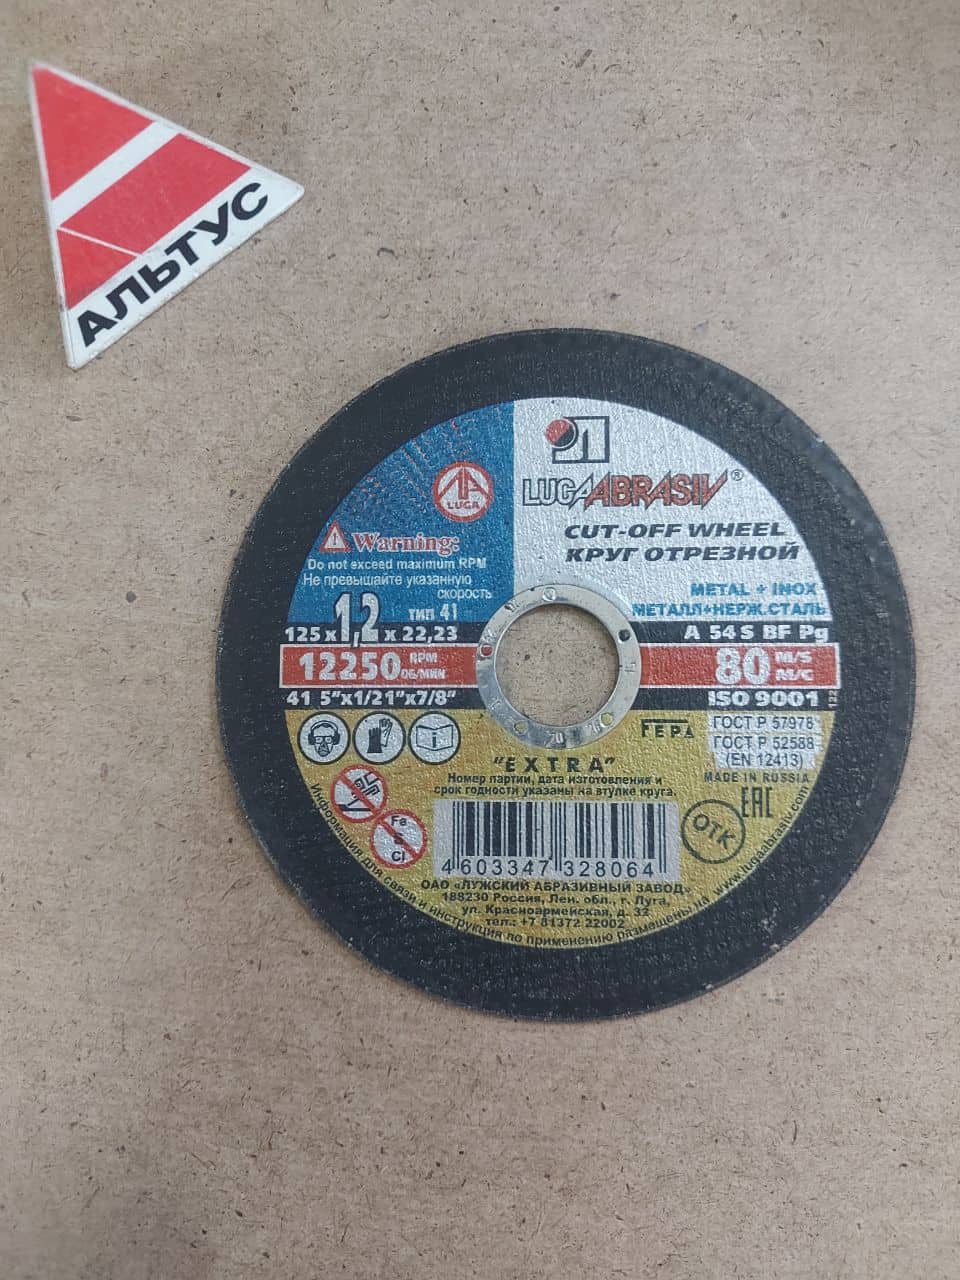 АЛЬТУС
Л
LUGAABRASIV®
LUGA
CUT-OFF WHEEL
КРУГ ОТРЕЗНОЙ
Warning:
Do not exceed maximum RPM
Не превышайте указанную
скорость
METAL + INOX
МЕТАЛЛ+НЕРЖ.СТАЛЬ
1,2 тип 41
125 x x 22,23
A 54 S BF Pg
12250 RPM
ОБ/МИН
80 M/S
М/С
41 5"x1/21"x7/8"
ISO 9001
ГЕРА
ГОСТ Р 57978
ГОСТ Р 52588
(EN 12413)
MADE IN RUSSIA
"EXTRA"
Номер партии, дата изготовления и
срок годности указаны на втулке круга.
Fe
S
Cl
EAC
ОТК
4 603347 328064
ОАО «ЛУЖСКИЙ АБРАЗИВНЫЙ ЗАВОД»
188230 Россия, Лен. обл., г. Луга,
ул. Красноармейская, д. 32
тел.: +7 81372 22002
Информация для связи и инструкция по применению размещены на www.lugaabrasiv.com